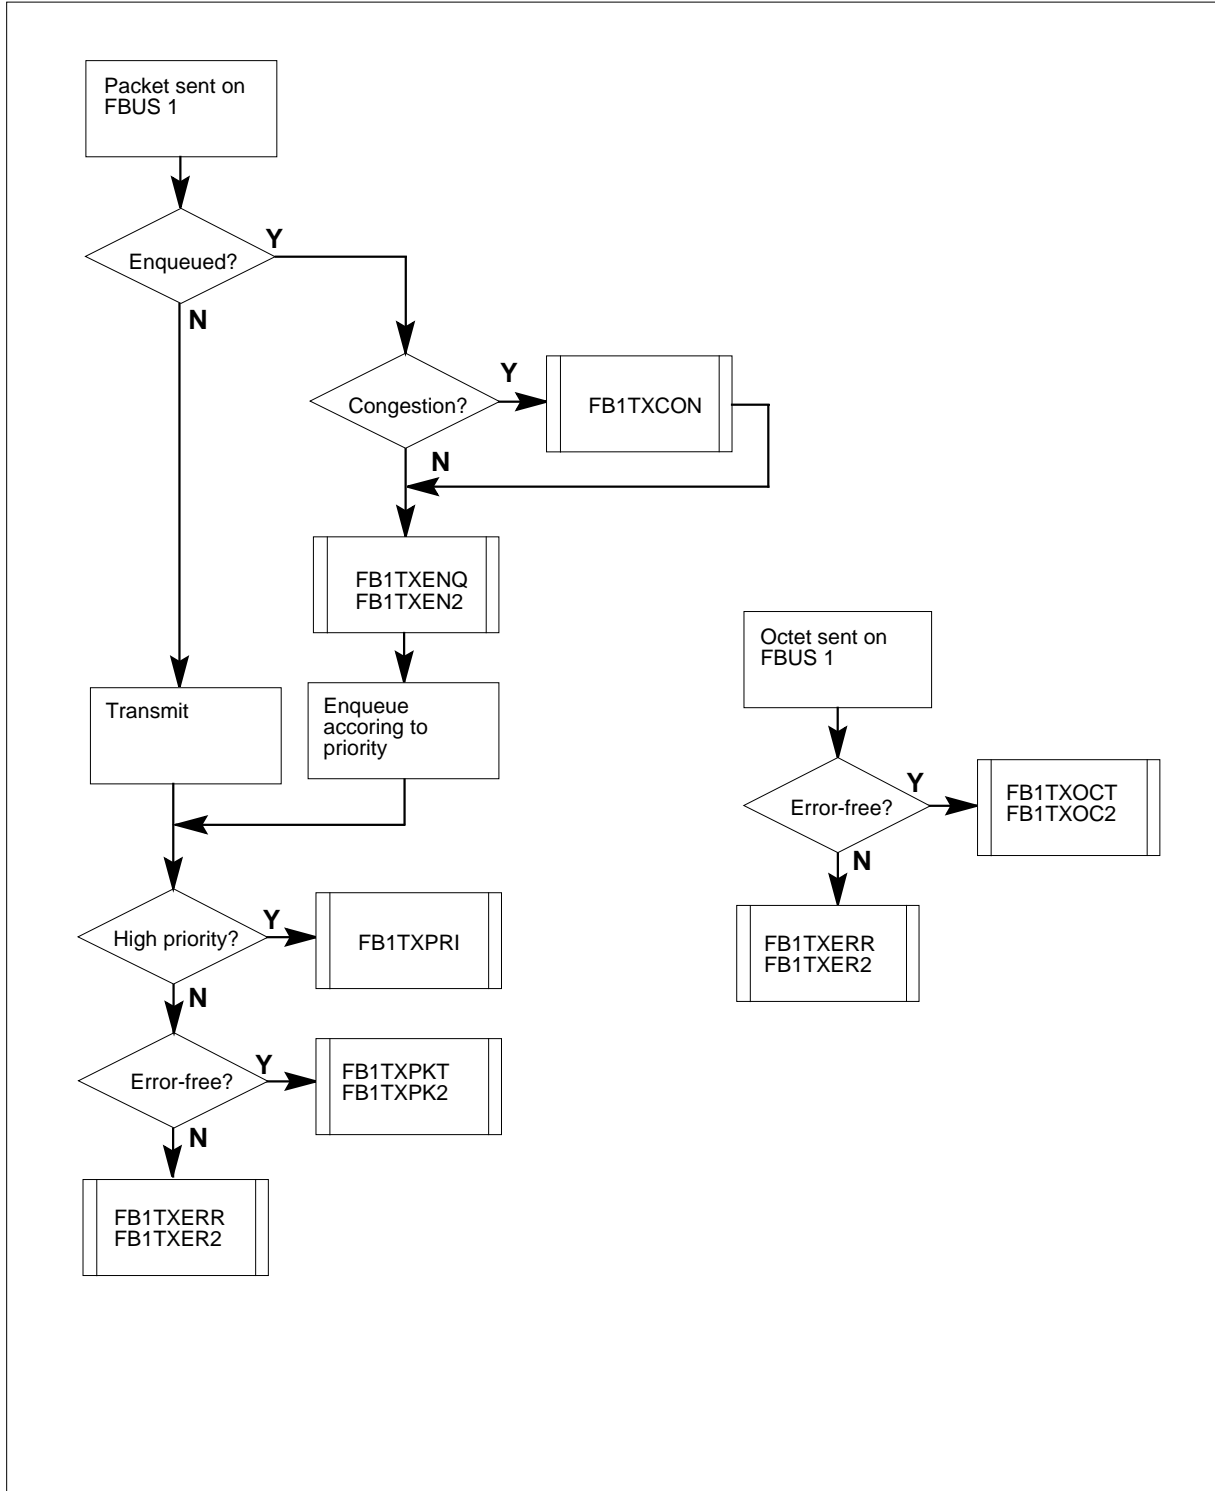 Packet sent on
FBUS 1
Enqueued?
Y
N
Congestion?
Y
N
FB1TXCON
FB1TXENQ
FB1TXEN2
Transmit
Enqueue
accoring to
priority
High priority?
Y
N
FB1TXPRI
Error-free?
Y
N
FB1TXPKT
FB1TXPK2
FB1TXERR
FB1TXER2
Octet sent on
FBUS 1
Error-free?
Y
N
FB1TXOCT
FB1TXOC2
FB1TXERR
FB1TXER2